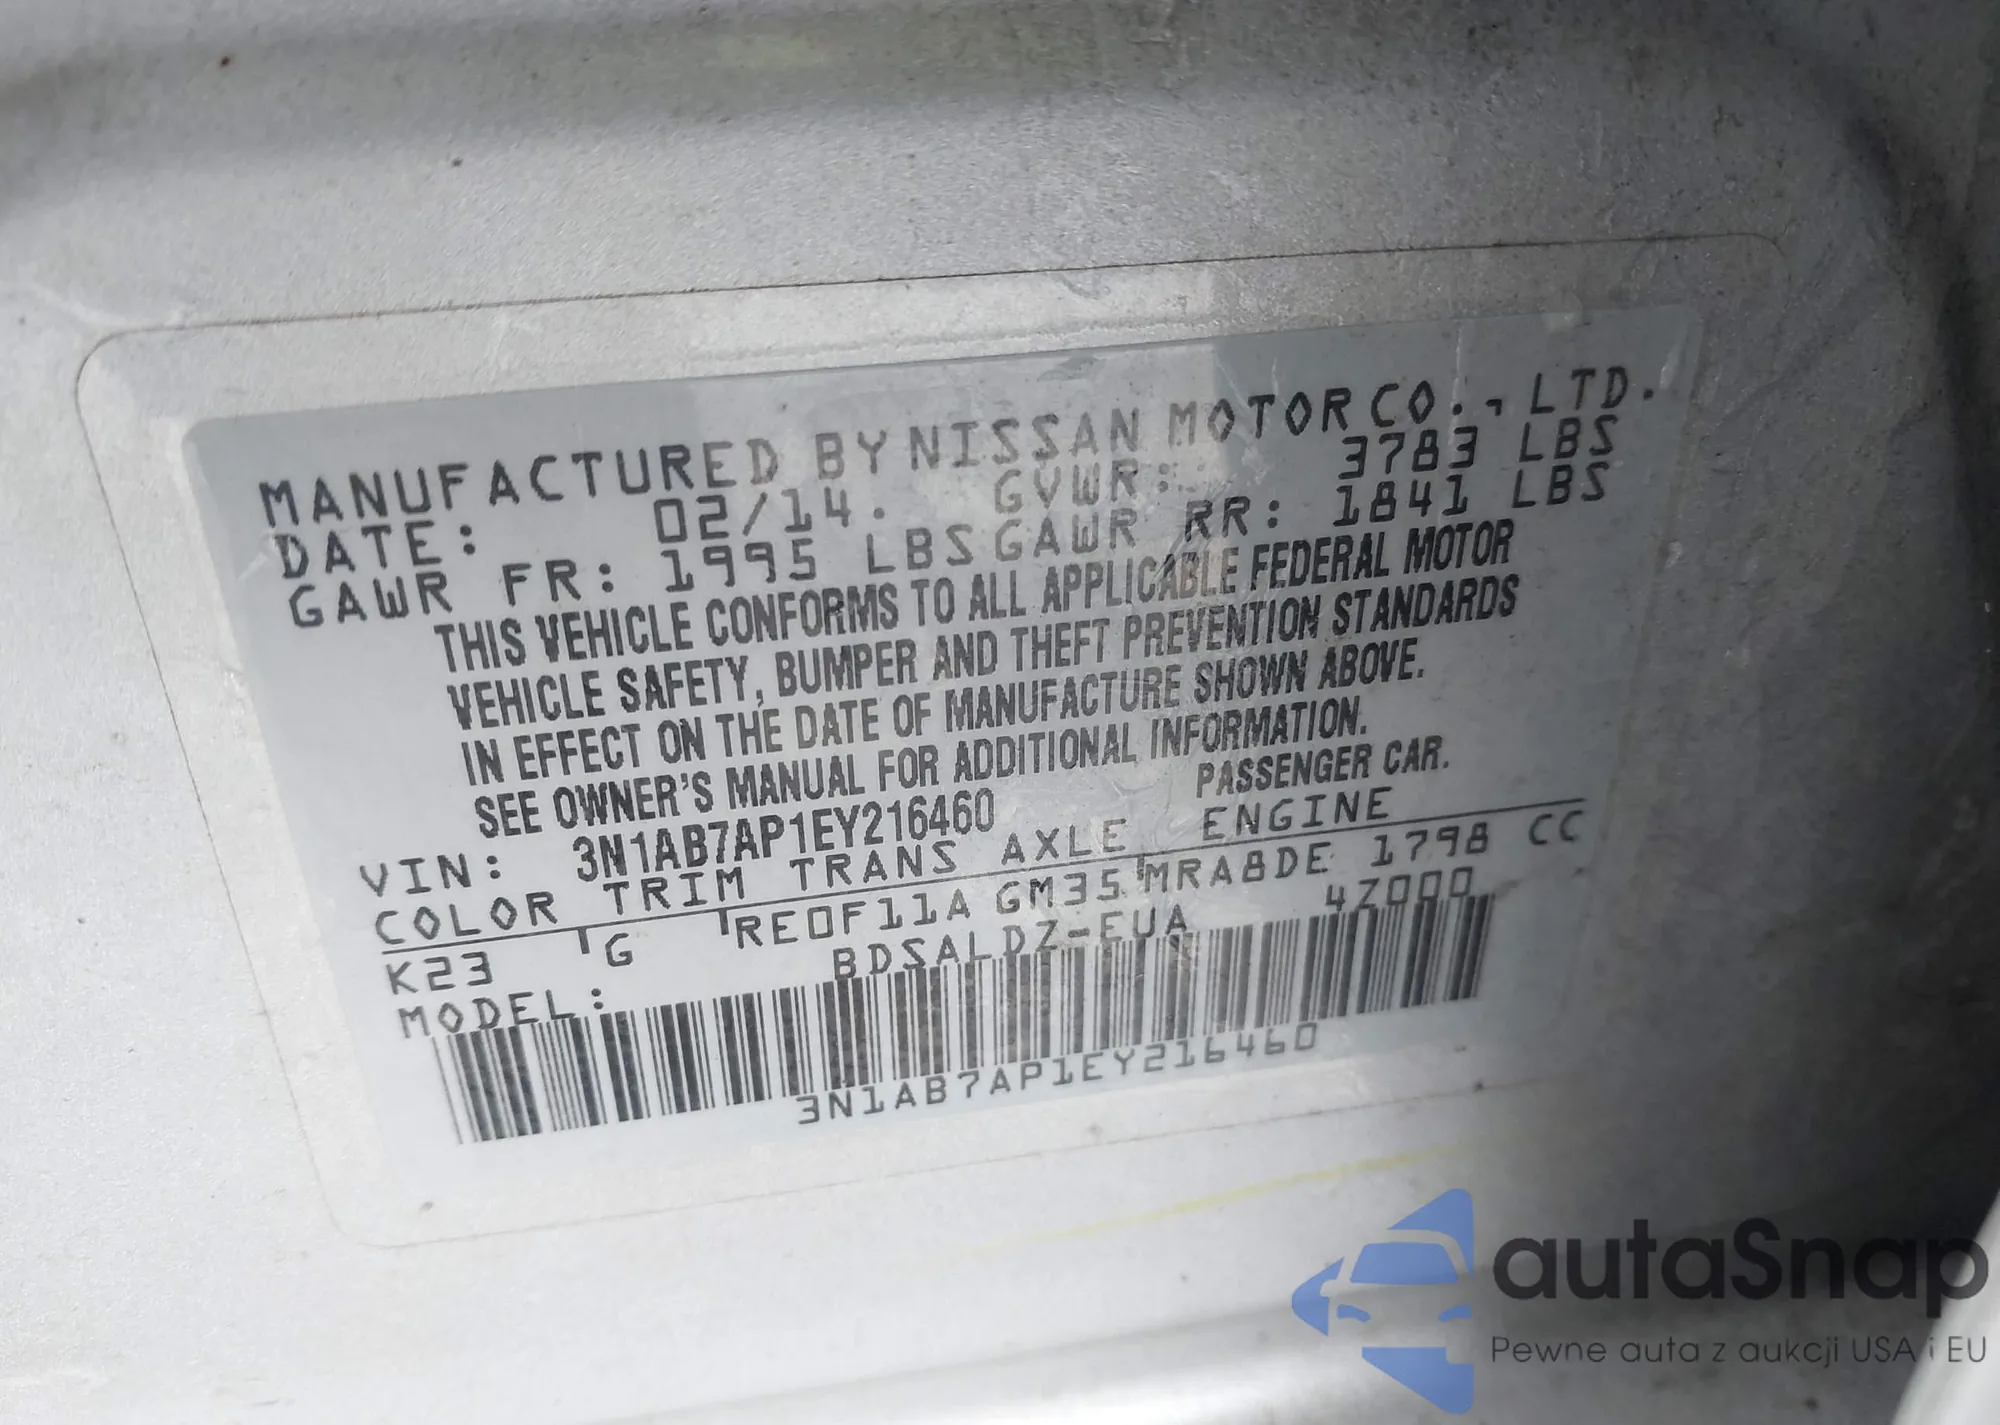 MANUFACTURED BY NISSAN MOTOR CO., LTD.
DATE: 02/14. GVWR: 3783 LBS
GAWR FR: 1995 LBS GAWR RR: 1841 LBS
THIS VEHICLE CONFORMS TO ALL APPLICABLE FEDERAL MOTOR
VEHICLE SAFETY, BUMPER AND THEFT PREVENTION STANDARDS
IN EFFECT ON THE DATE OF MANUFACTURE SHOWN ABOVE.
SEE OWNER'S MANUAL FOR ADDITIONAL INFORMATION.
PASSENGER CAR.
VIN: 3N1AB7AP1EY216460
COLOR TRIM TRANS AXLE ENGINE
K23 G RE0F11A GM35 MRA8DE 1798 CC
MODEL: BDSALDZ-EUA 4Z000
3N1AB7AP1EY216460
autaSnap
Pewne auta z aukcji USA i EU